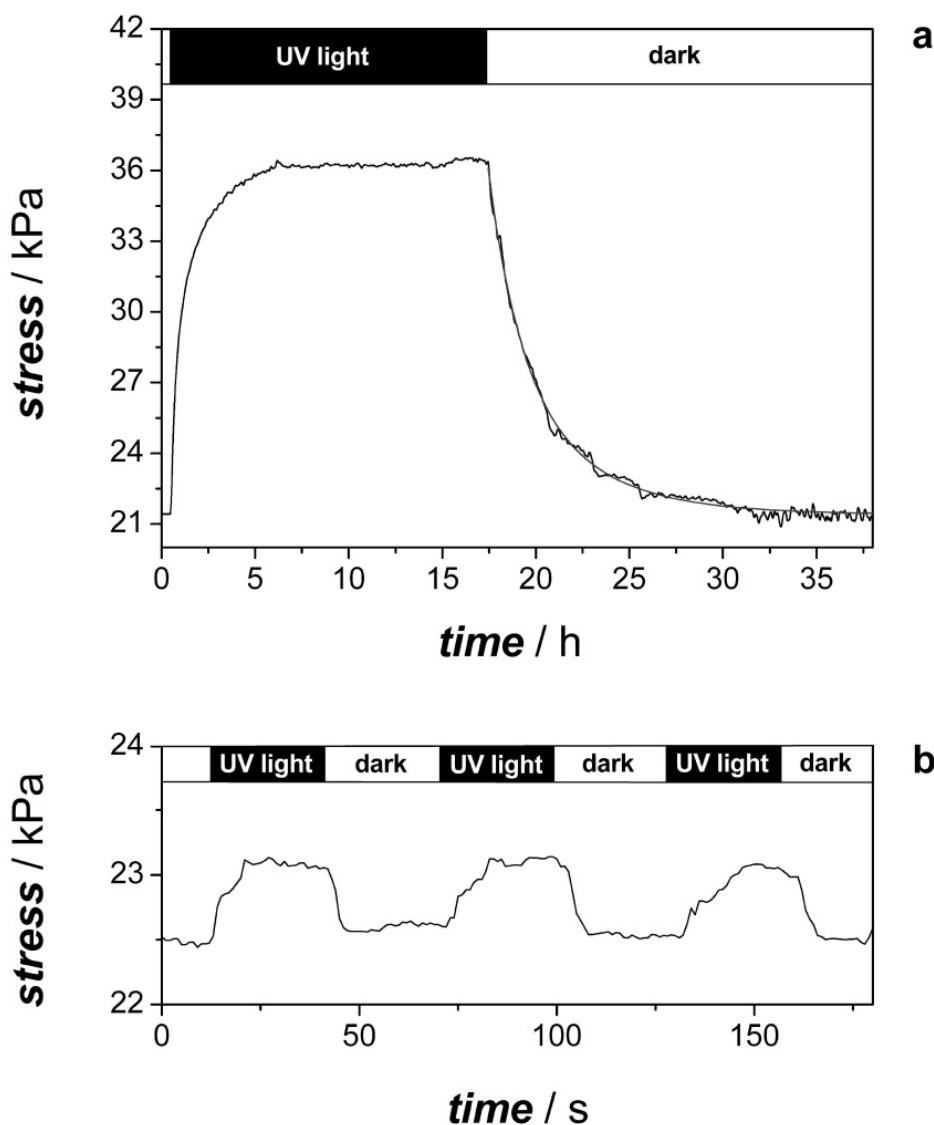 a
UV light dark
42
39
36
33
30
27
24
21
stress / kPa
0 5 10 15 20 25 30 35
time / h
b
UV light dark UV light dark UV light dark
24
23
22
stress / kPa
0 50 100 150
time / s